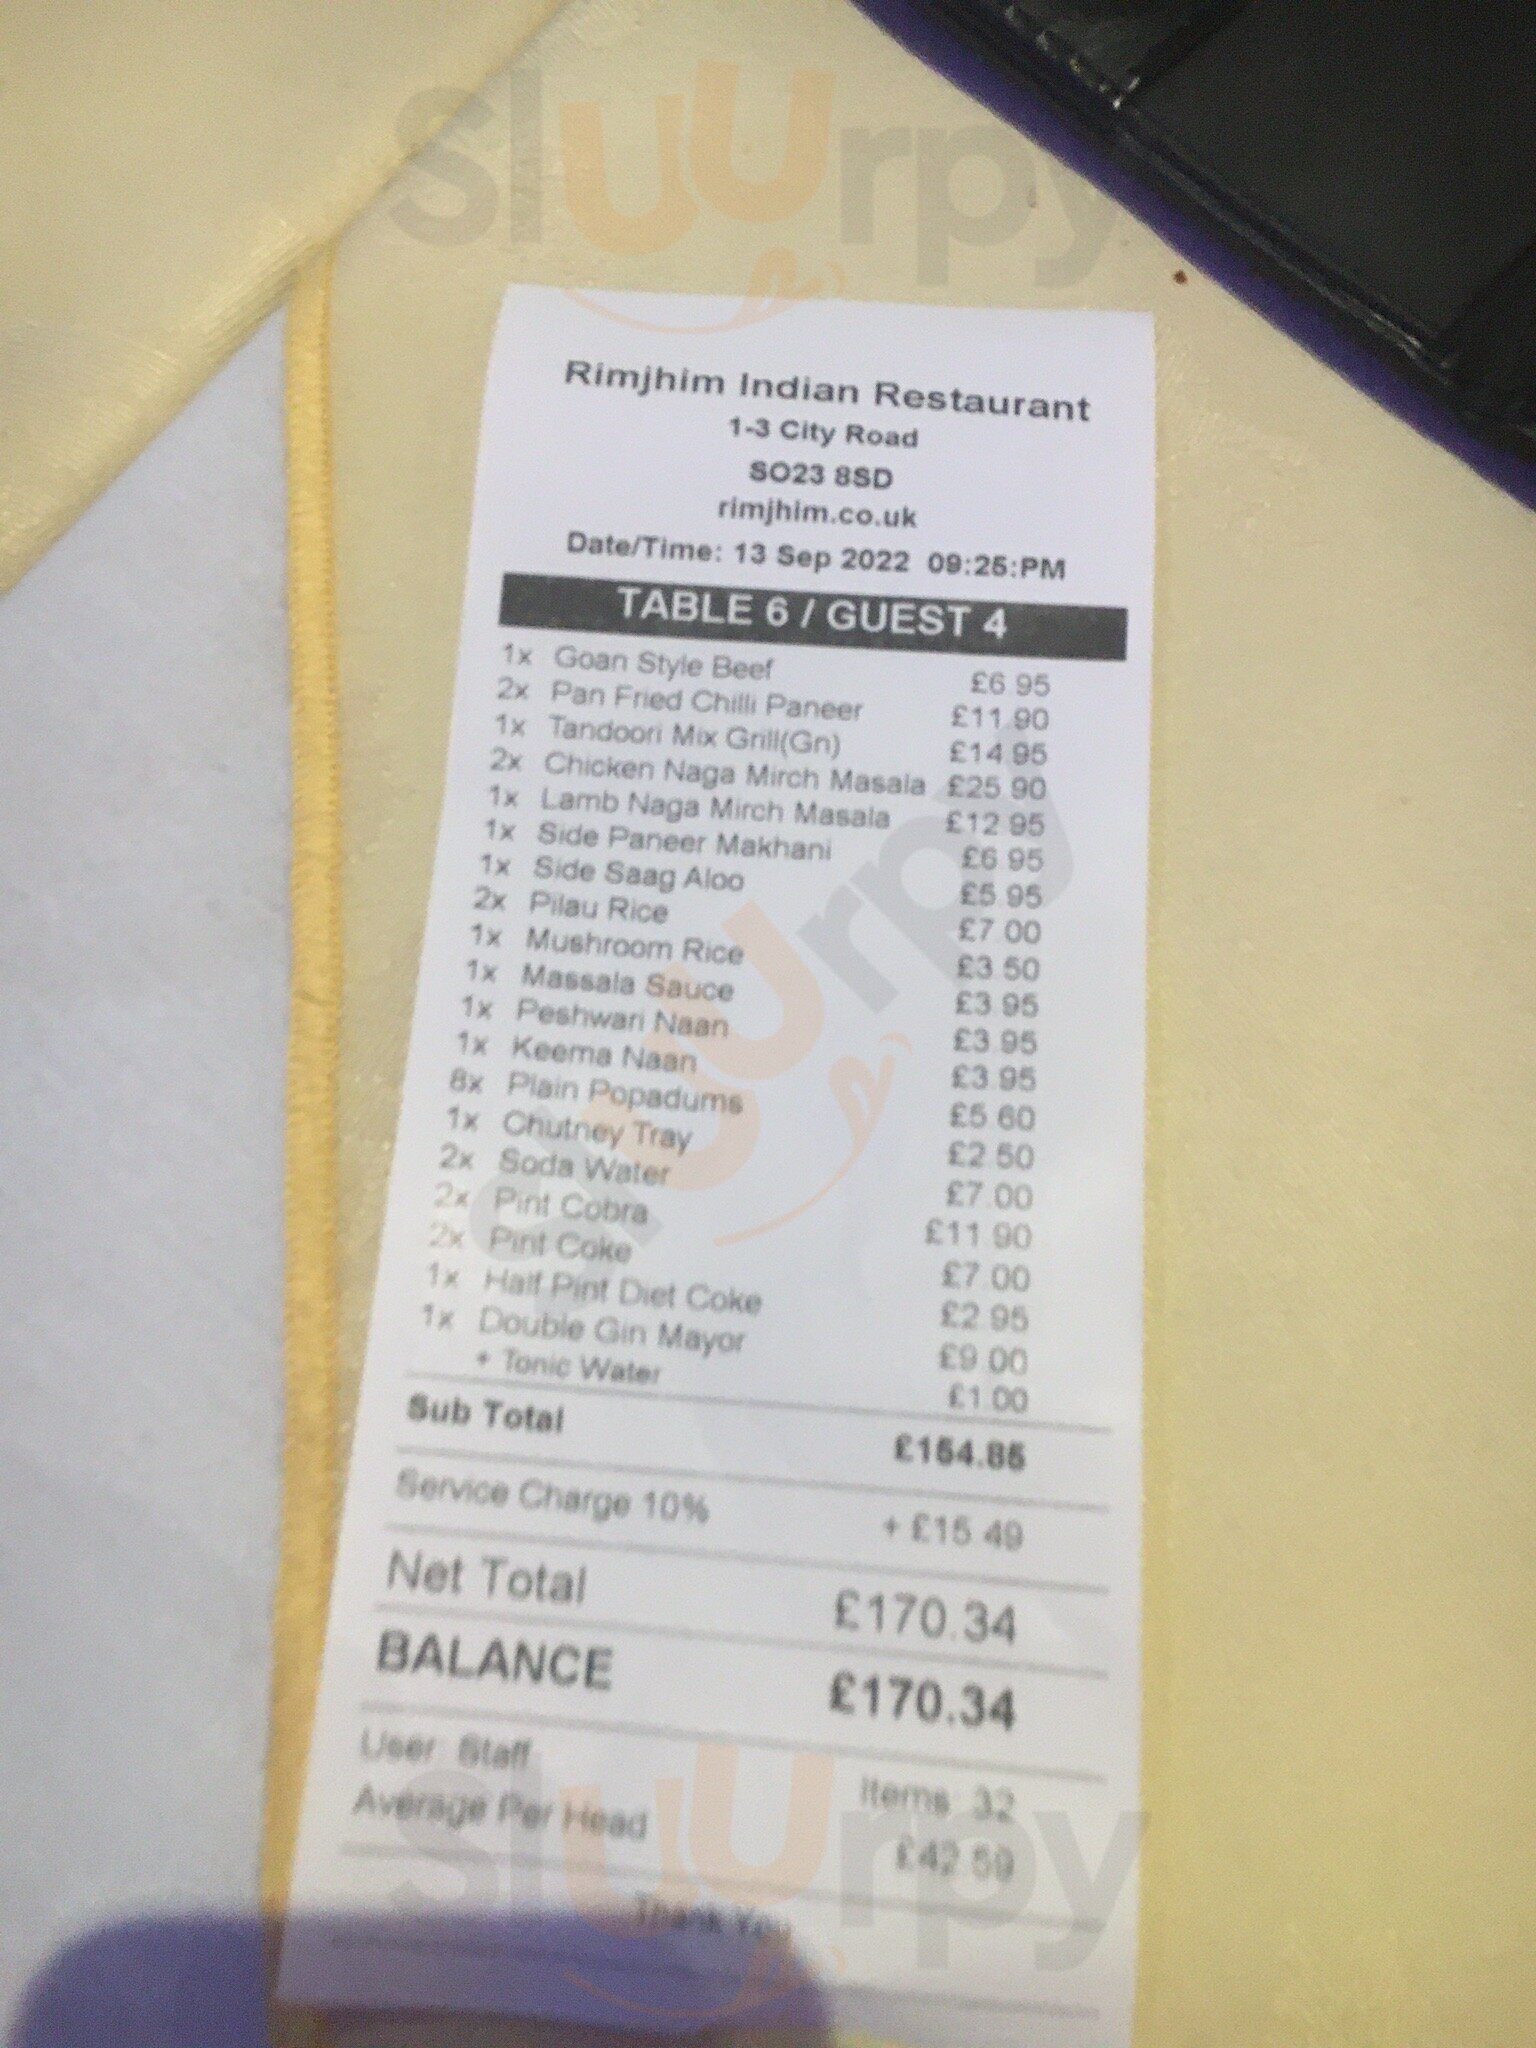 sluurpy
Rimjhim Indian Restaurant
1-3 City Road
SO23 8SD
rimjhim.co.uk
Date/Time: 13 Sep 2022 09:25:PM
TABLE 6 / GUEST 4
1x Goan Style Beef £6.95
2x Pan Fried Chilli Paneer £11.90
1x Tandoori Mix Grill(Gn) £14.95
2x Chicken Naga Mirch Masala £25.90
1x Lamb Naga Mirch Masala £12.95
1x Side Paneer Makhani £6.95
1x Side Saag Aloo £5.95
2x Pilau Rice £7.00
1x Mushroom Rice £3.50
1x Massala Sauce £3.95
1x Peshwari Naan £3.95
1x Keema Naan £3.95
8x Plain Popadums £5.60
1x Chutney Tray £2.50
2x Soda Water £7.00
2x Pint Cobra £11.90
2x Pint Coke £7.00
1x Half Pint Diet Coke £2.95
1x Double Gin Mayor £9.00
+ Tonic Water £1.00
Sub Total £154.85
Service Charge 10% + £15.49
Net Total £170.34
BALANCE £170.34
User: Staff Items: 32
Average Per Head £42.59
Thank You
sluurpy
sluurpy